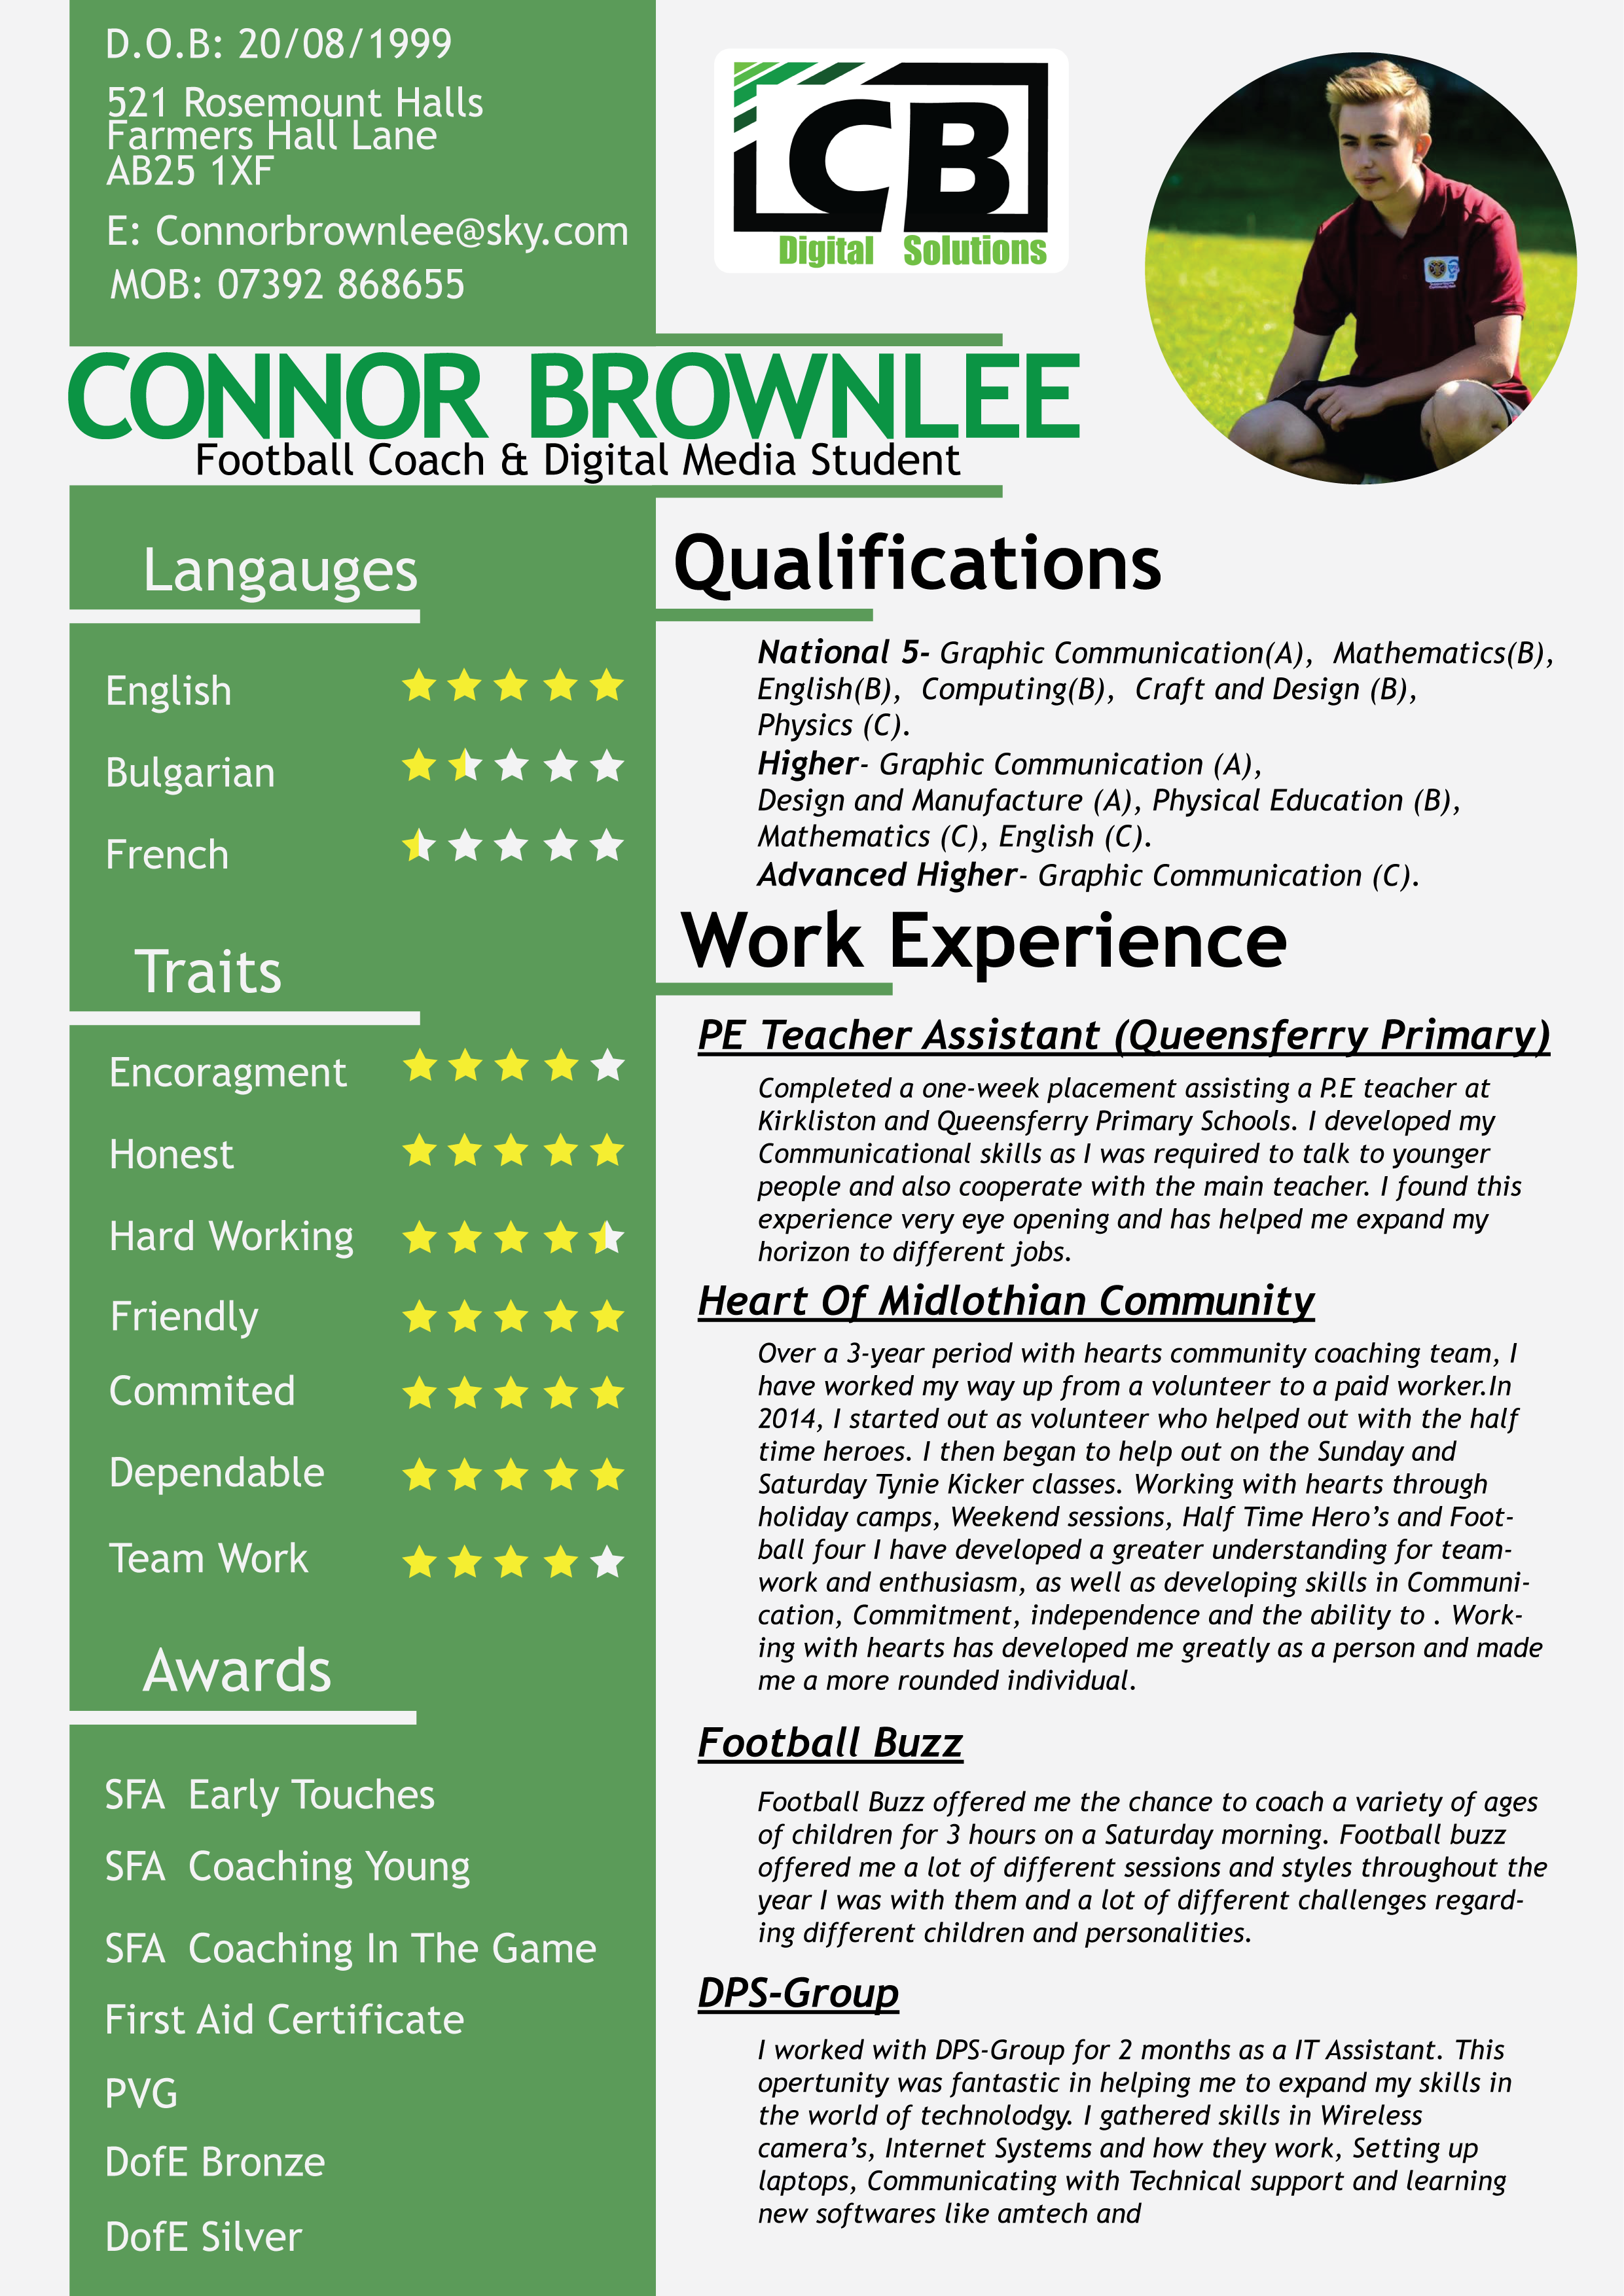 D.O.B: 20/08/1999
521 Rosemount Halls
Farmers Hall Lane
AB25 1XF
E: Connorbrownlee@sky.com
MOB: 07392 868655
CB
Digital Solutions
CONNOR BROWNLEE
Football Coach & Digital Media Student
Langauges
English
Bulgarian
French
Traits
Encoragment
Honest
Hard Working
Friendly
Commited
Dependable
Team Work
Awards
SFA Early Touches
SFA Coaching Young
SFA Coaching In The Game
First Aid Certificate
PVG
DofE Bronze
DofE Silver
Qualifications
National 5- Graphic Communication(A), Mathematics(B),
English(B), Computing(B), Craft and Design (B),
Physics (C).
Higher- Graphic Communication (A),
Design and Manufacture (A), Physical Education (B),
Mathematics (C), English (C).
Advanced Higher- Graphic Communication (C).
Work Experience
PE Teacher Assistant (Queensferry Primary)
Completed a one-week placement assisting a P.E teacher at
Kirkliston and Queensferry Primary Schools. I developed my
Communicational skills as I was required to talk to younger
people and also cooperate with the main teacher. I found this
experience very eye opening and has helped me expand my
horizon to different jobs.
Heart Of Midlothian Community
Over a 3-year period with hearts community coaching team, I
have worked my way up from a volunteer to a paid worker.In
2014, I started out as volunteer who helped out with the half
time heroes. I then began to help out on the Sunday and
Saturday Tynie Kicker classes. Working with hearts through
holiday camps, Weekend sessions, Half Time Hero's and Foot-
ball four I have developed a greater understanding for team-
work and enthusiasm, as well as developing skills in Communi-
cation, Commitment, independence and the ability to . Work-
ing with hearts has developed me greatly as a person and made
me a more rounded individual.
Football Buzz
Football Buzz offered me the chance to coach a variety of ages
of children for 3 hours on a Saturday morning. Football buzz
offered me a lot of different sessions and styles throughout the
year I was with them and a lot of different challenges regard-
ing different children and personalities.
DPS-Group
I worked with DPS-Group for 2 months as a IT Assistant. This
opertunity was fantastic in helping me to expand my skills in
the world of technolodgy. I gathered skills in Wireless
camera's, Internet Systems and how they work, Setting up
laptops, Communicating with Technical support and learning
new softwares like amtech and